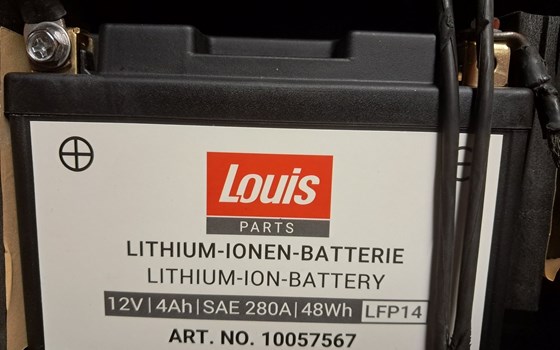 Louis
PARTS
LITHIUM-IONEN-BATTERIE
LITHIUM-ION-BATTERY
12V|4Ah|SAE 280A|48Wh LFP14
ART. NO. 10057567